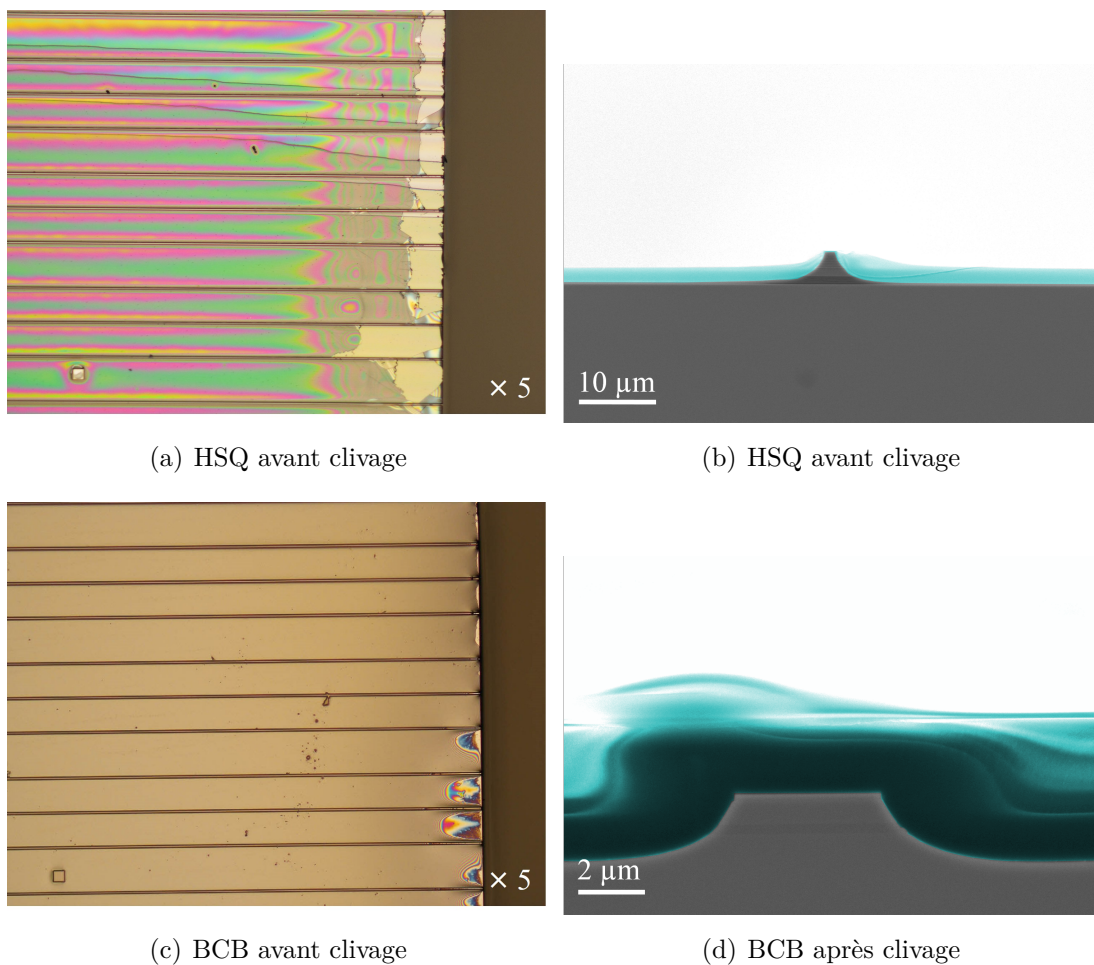 × 5
10 µm
(a) HSQ avant clivage
(b) HSQ avant clivage
× 5
2 µm
(c) BCB avant clivage
(d) BCB après clivage